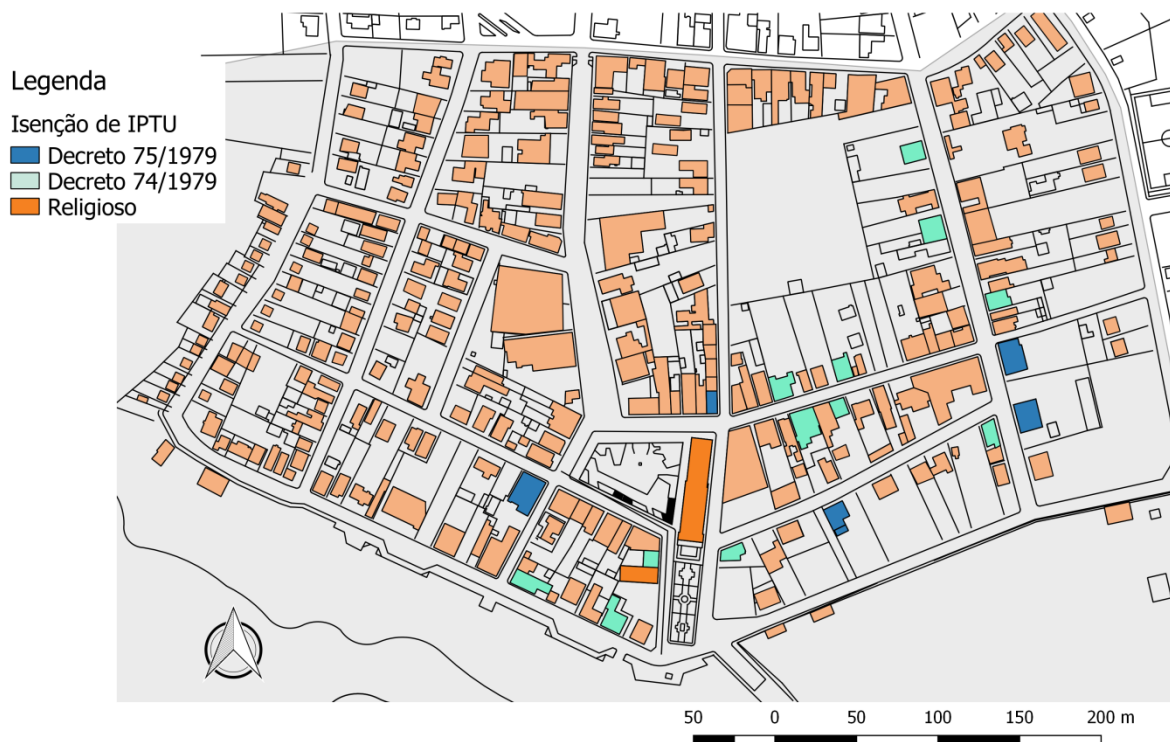 Legenda
Isenção de IPTU
Decreto 75/1979
Decreto 74/1979
Religioso
50 0 50 100 150 200 m